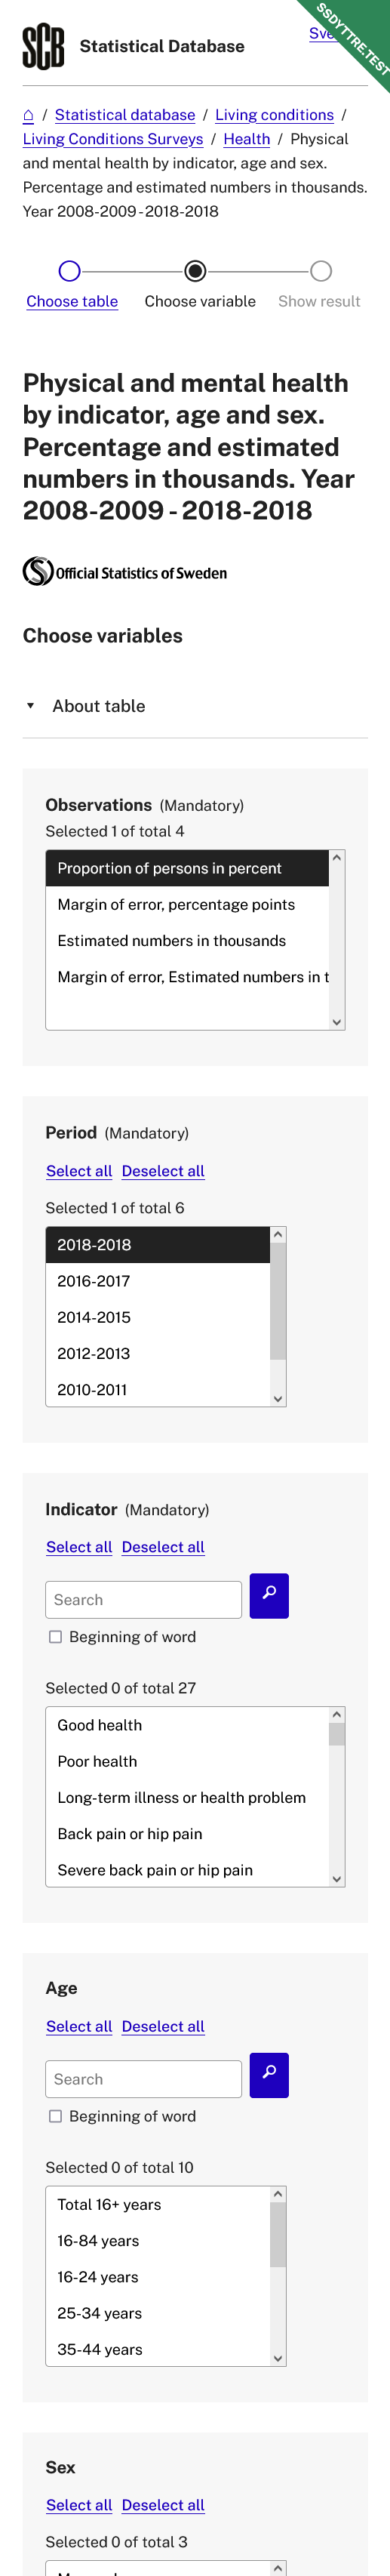 SCB
Statistical Database
SSDYTTRE.TEST
⌂ / Statistical database / Living conditions /
Living Conditions Surveys / Health / Physical
and mental health by indicator, age and sex.
Percentage and estimated numbers in thousands.
Year 2008-2009 - 2018-2018
Choose table
Choose variable
Show result
Physical and mental health
by indicator, age and sex.
Percentage and estimated
numbers in thousands. Year
2008-2009 - 2018-2018
Official Statistics of Sweden
Choose variables
About table
Observations (Mandatory)
Selected 1 of total 4
Proportion of persons in percent
Margin of error, percentage points
Estimated numbers in thousands
Margin of error, Estimated numbers in t
Period (Mandatory)
Select all Deselect all
Selected 1 of total 6
2018-2018
2016-2017
2014-2015
2012-2013
2010-2011
Indicator (Mandatory)
Select all Deselect all
Search
Beginning of word
Selected 0 of total 27
Good health
Poor health
Long-term illness or health problem
Back pain or hip pain
Severe back pain or hip pain
Age
Select all Deselect all
Search
Beginning of word
Selected 0 of total 10
Total 16+ years
16-84 years
16-24 years
25-34 years
35-44 years
Sex
Select all Deselect all
Selected 0 of total 3